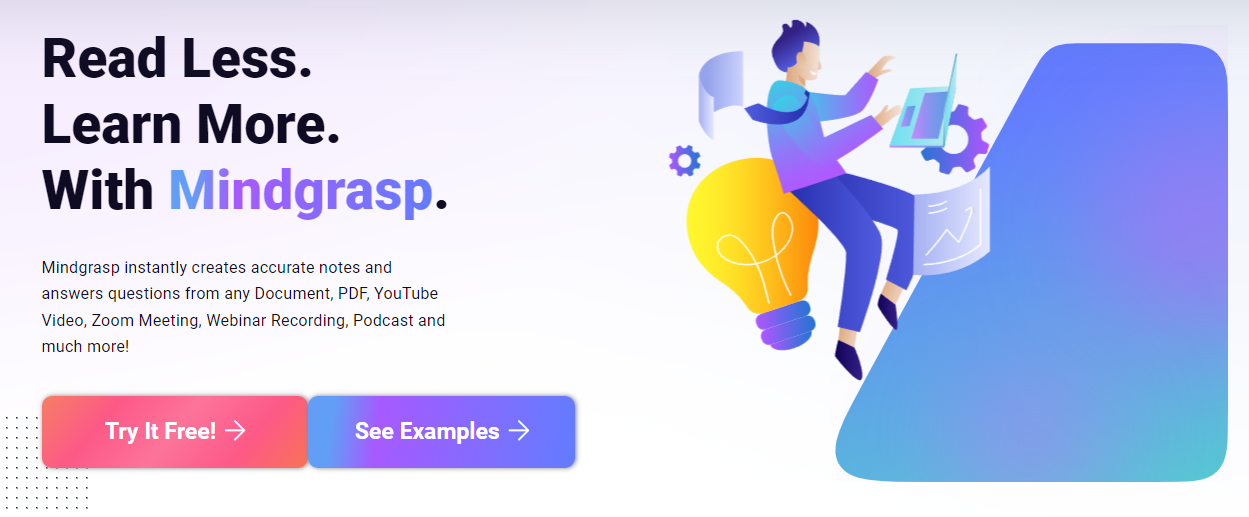 Read Less.
Learn More.
With Mindgrasp.
Mindgrasp instantly creates accurate notes and
answers questions from any Document, PDF, YouTube
Video, Zoom Meeting, Webinar Recording, Podcast and
much more!
Try It Free! →
See Examples →